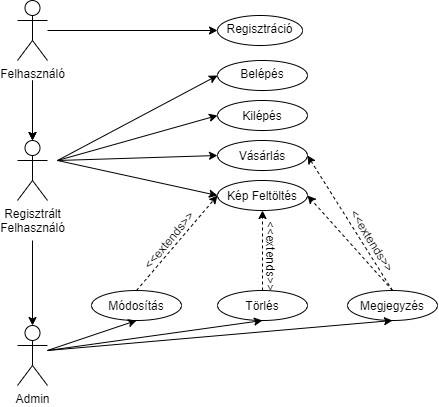 Regisztráció
Felhasználó
Belépés
Kilépés
Vásárlás
Kép Feltöltés
Regisztrált
Felhasználó
<<extends>>
<<extends>>
<<extends>>
Módosítás
Törlés
Megjegyzés
Admin